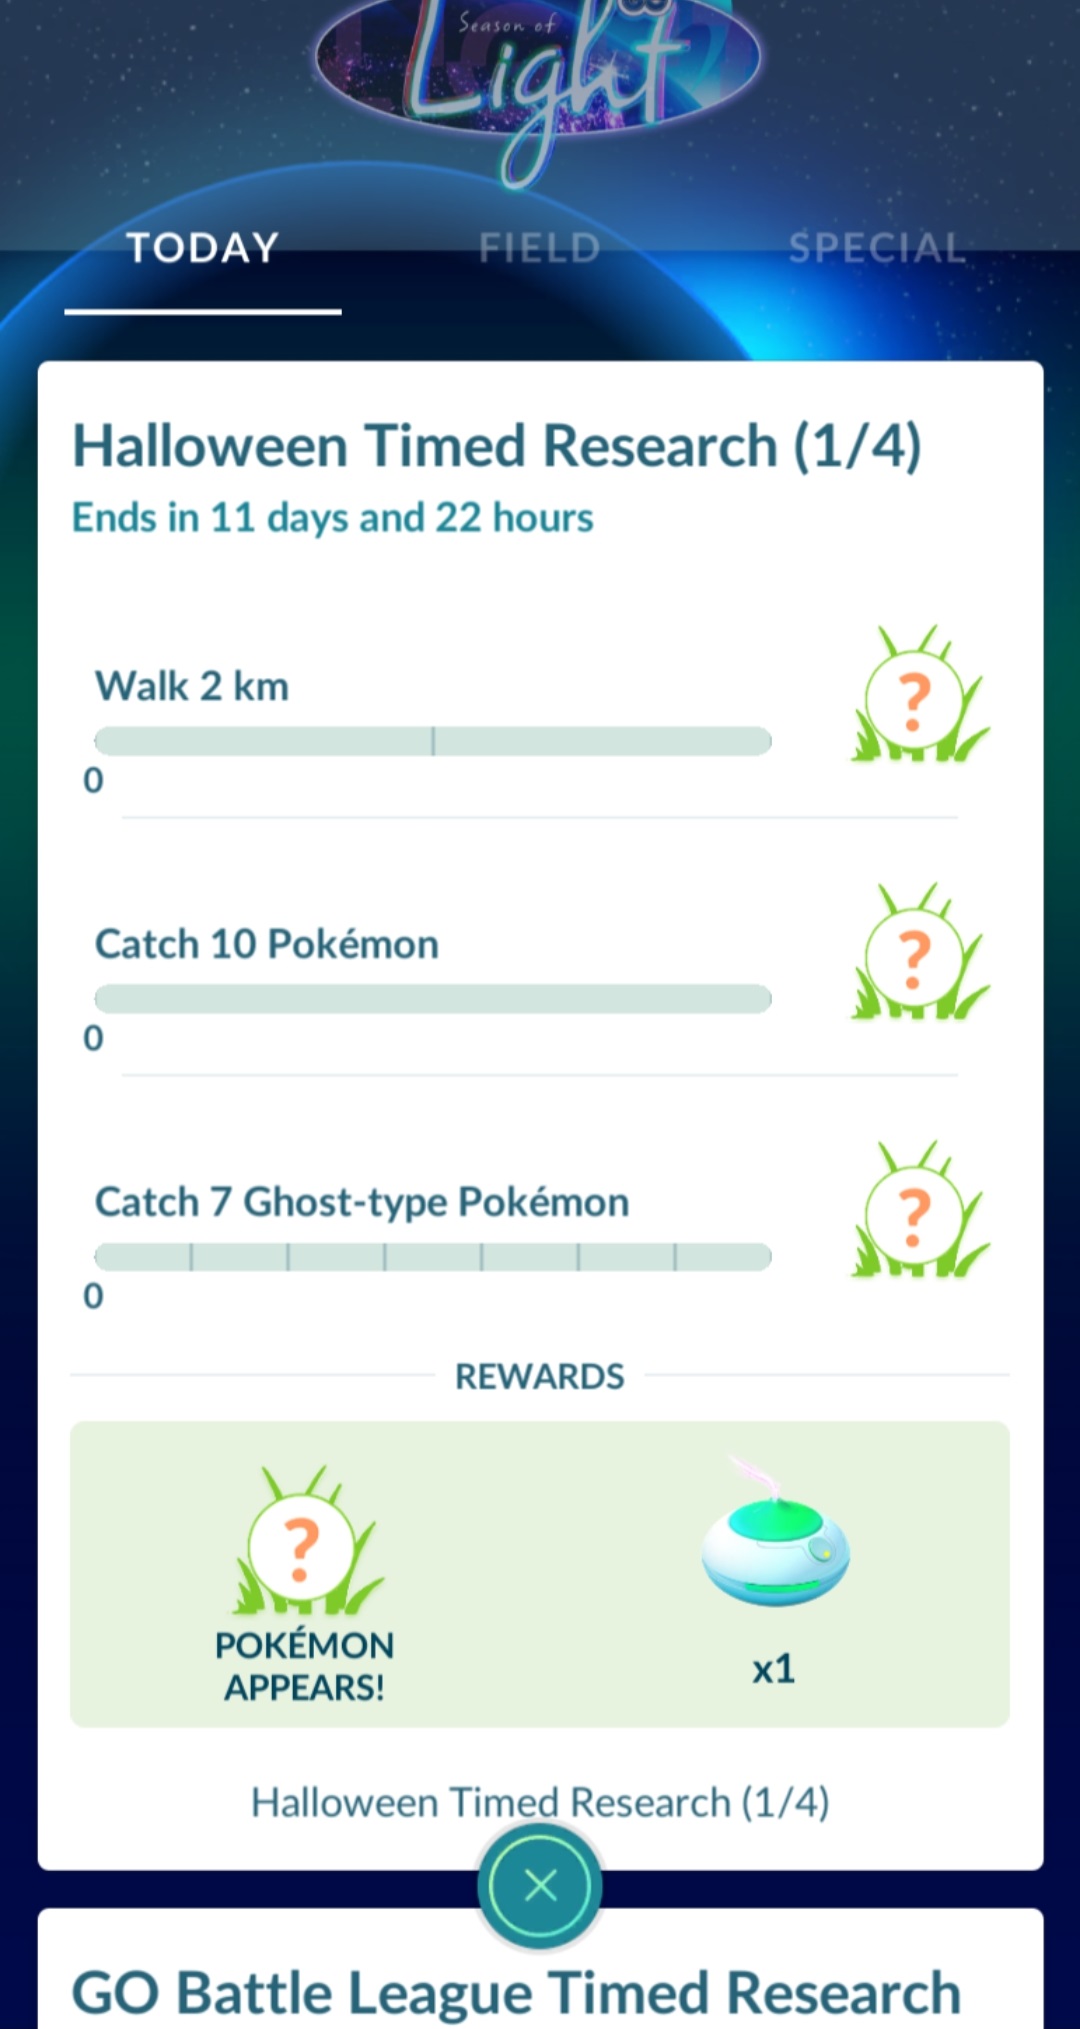 Season of
Light
TODAY
FIELD
SPECIAL
Halloween Timed Research (1/4)
Ends in 11 days and 22 hours
Walk 2 km
?
0
Catch 10 Pokémon
?
0
Catch 7 Ghost-type Pokémon
?
0
REWARDS
?
POKÉMON
APPEARS!
x1
Halloween Timed Research (1/4)
GO Battle League Timed Research